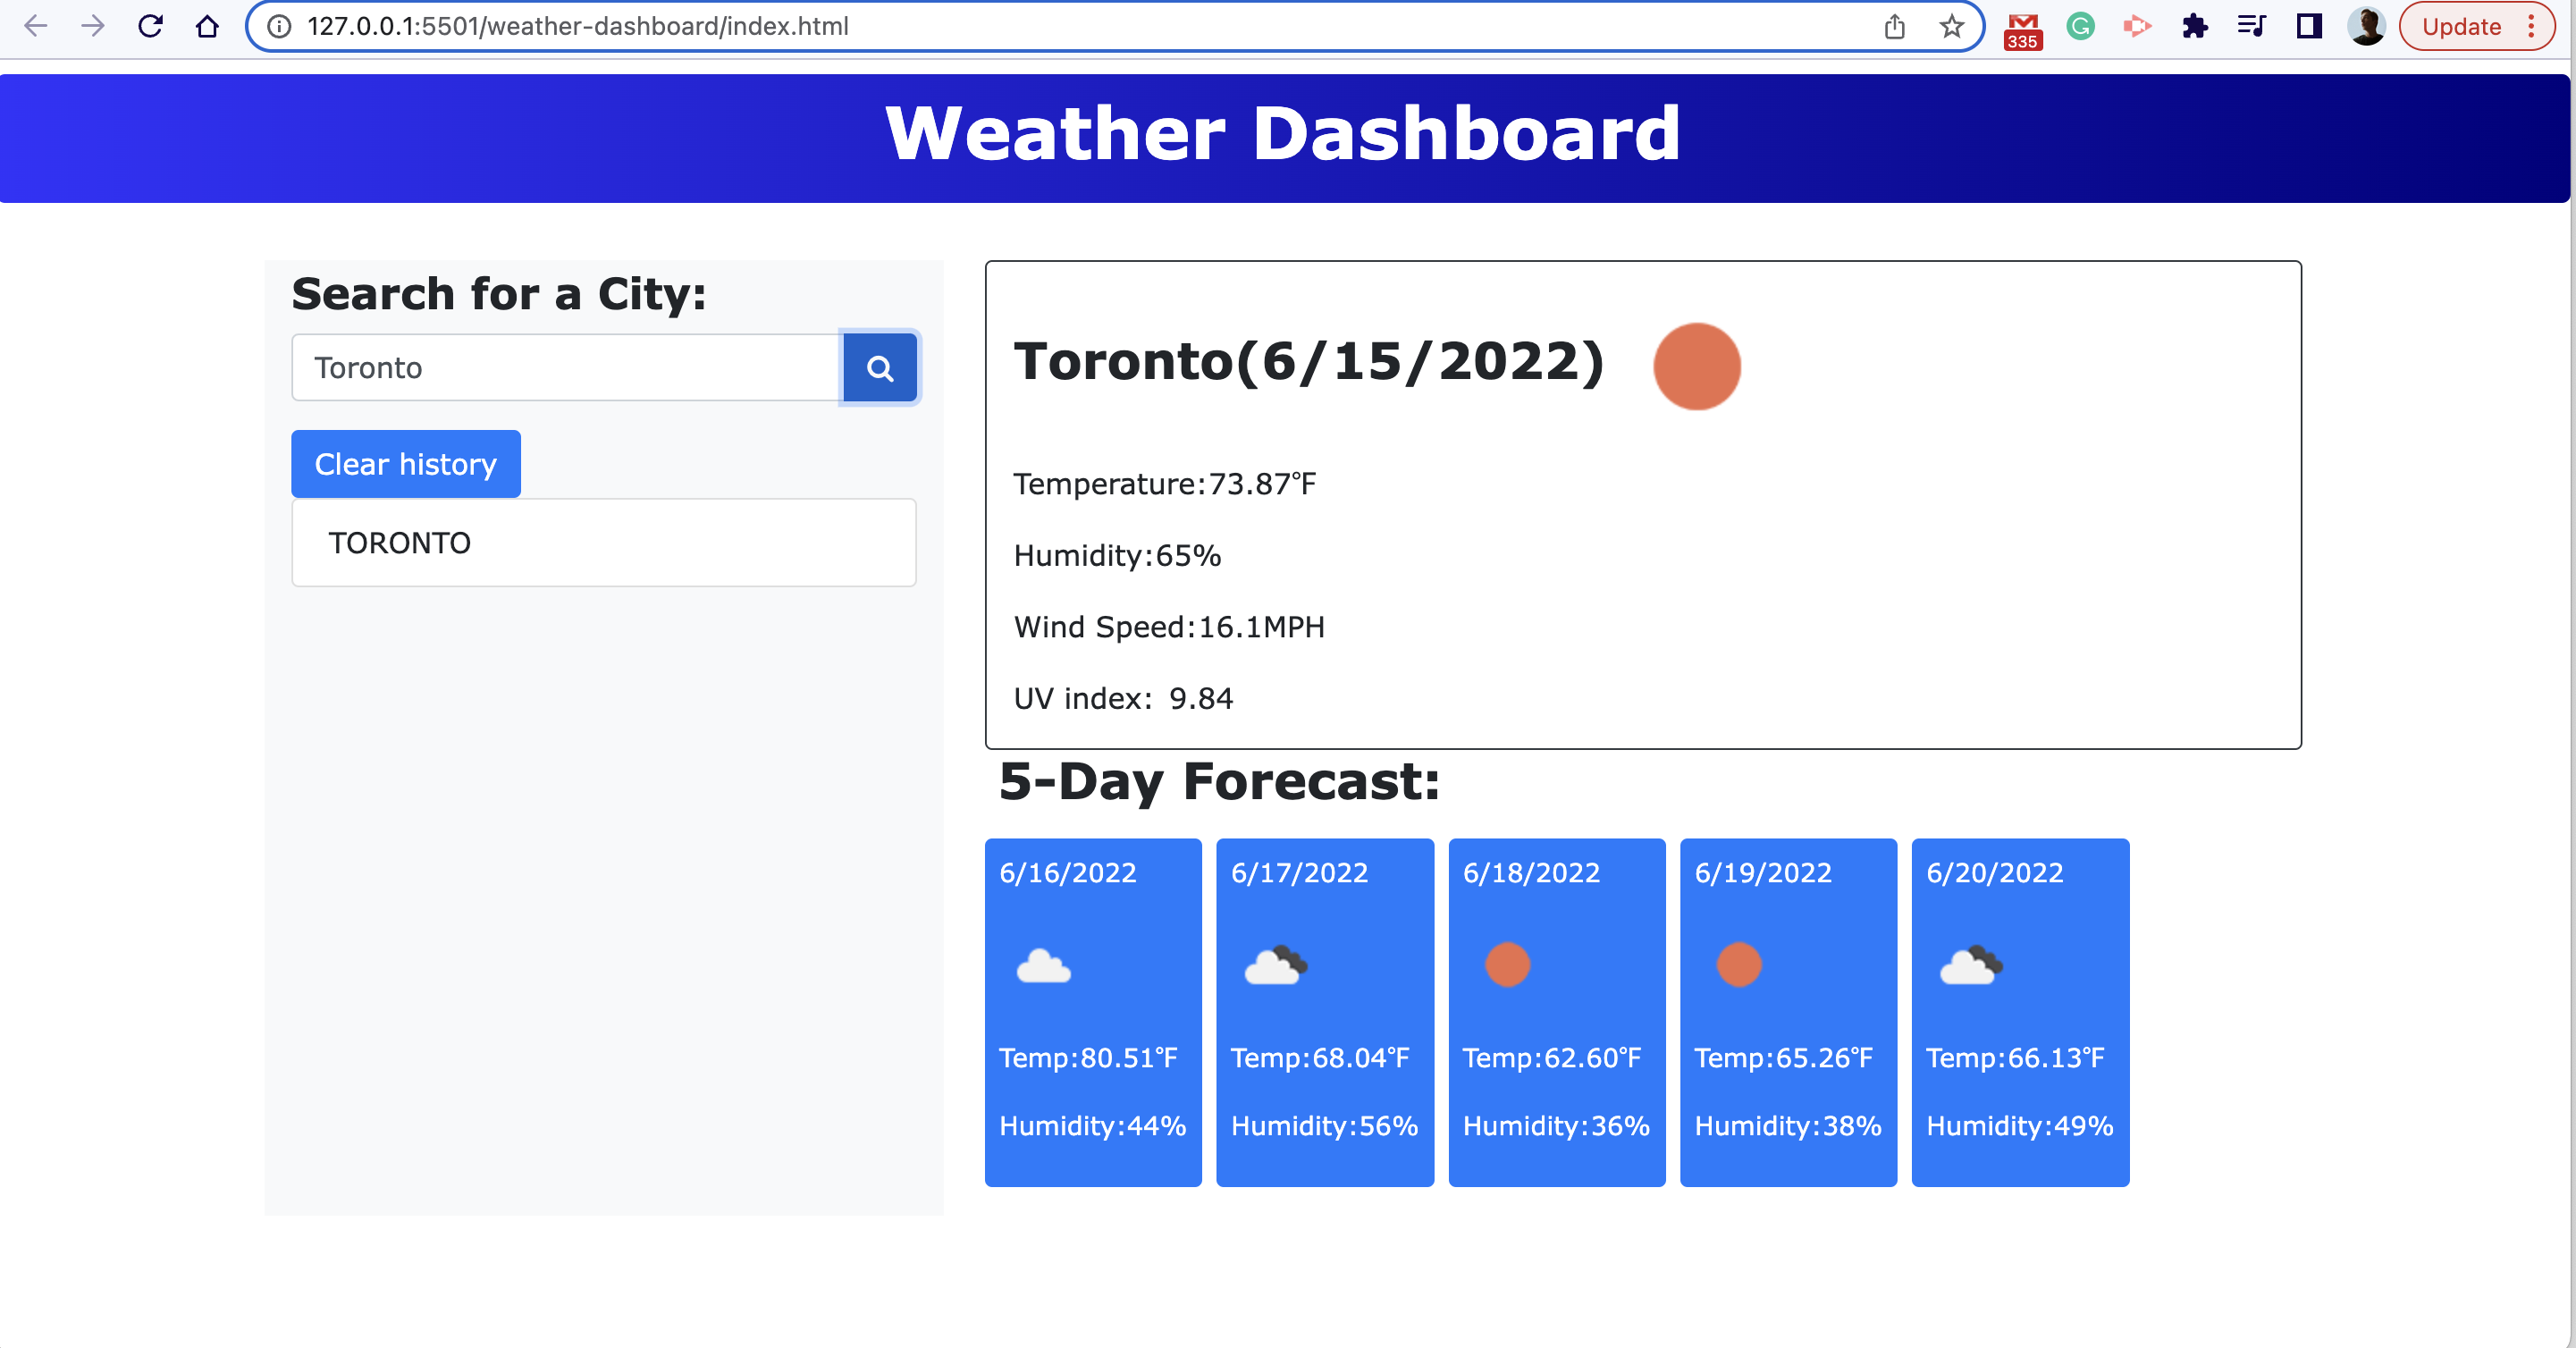 127.0.0.1:5501/weather-dashboard/index.html
335
Update
Weather Dashboard
Search for a City:
Toronto
Clear history
TORONTO
Toronto(6/15/2022)
Temperature:73.87°F
Humidity:65%
Wind Speed:16.1MPH
UV index: 9.84
5-Day Forecast:
6/16/2022
Temp:80.51°F
Humidity:44%
6/17/2022
Temp:68.04°F
Humidity:56%
6/18/2022
Temp:62.60°F
Humidity:36%
6/19/2022
Temp:65.26°F
Humidity:38%
6/20/2022
Temp:66.13°F
Humidity:49%